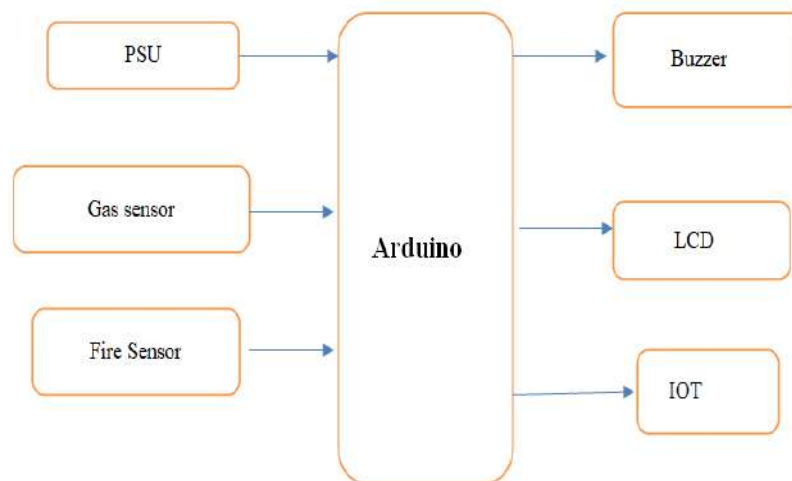 PSU
Gas sensor
Fire Sensor
Arduino
Buzzer
LCD
IOT